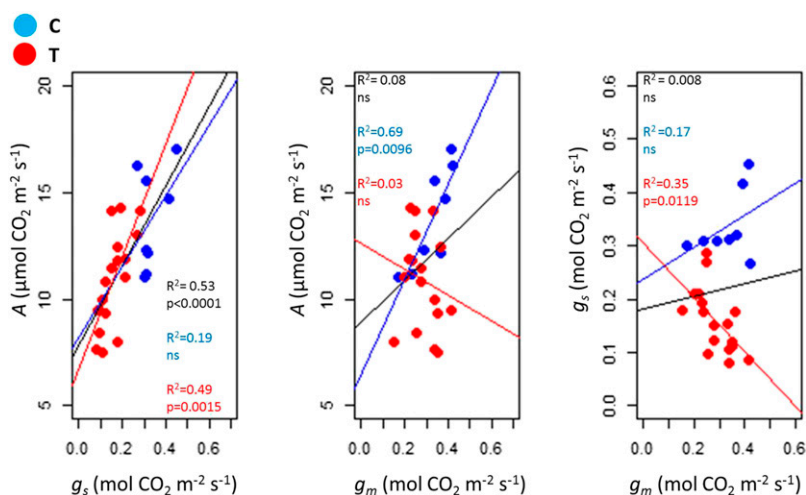 C
T
A (μmol CO2 m-2 s-1)
20
15
10
5
R2= 0.53
p<0.0001
R2=0.19
ns
R2=0.49
p=0.0015
0.0 0.2 0.4 0.6
gs (mol CO2 m-2 s-1)
A (μmol CO2 m-2 s-1)
20
15
10
5
R2= 0.08
ns
R2=0.69
p=0.0096
R2=0.03
ns
0.0 0.2 0.4 0.6
gm (mol CO2 m-2 s-1)
gs (mol CO2 m-2 s-1)
0.6
0.5
0.4
0.3
0.2
0.1
0.0
R2= 0.008
ns
R2=0.17
ns
R2=0.35
p=0.0119
0.0 0.2 0.4 0.6
gm (mol CO2 m-2 s-1)